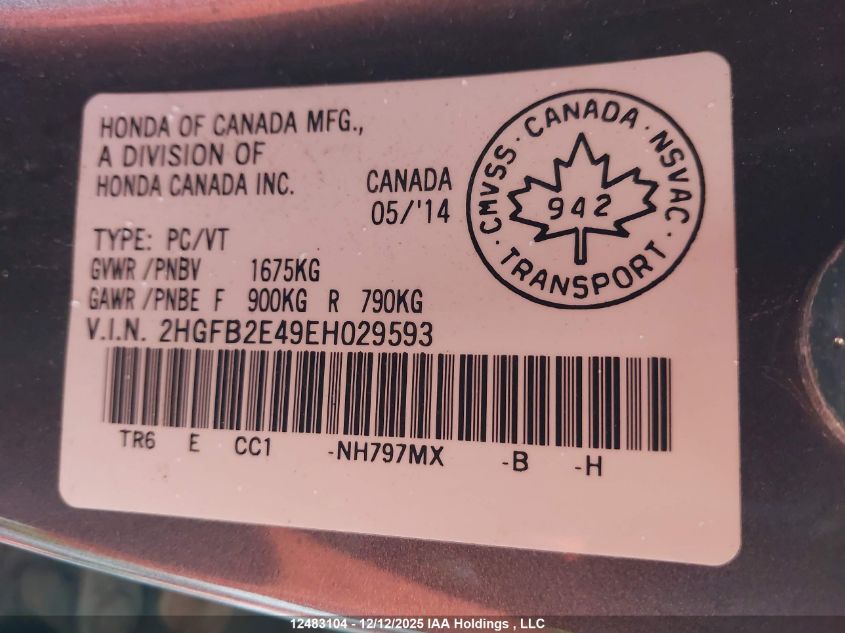 HONDA OF CANADA MFG.,
A DIVISION OF
HONDA CANADA INC.
CANADA
05/'14
TYPE: PC/VT
GVWR /PNBV 1675KG
GAWR /PNBE F 900KG R 790KG
V.I.N. 2HGFB2E49EH029593
TR6 E CC1 -NH797MX -B -H
CMVSS · CANADA · NSVAC · TRANSPORT ·
942
12483104 - 12/12/2025 IAA Holdings , LLC